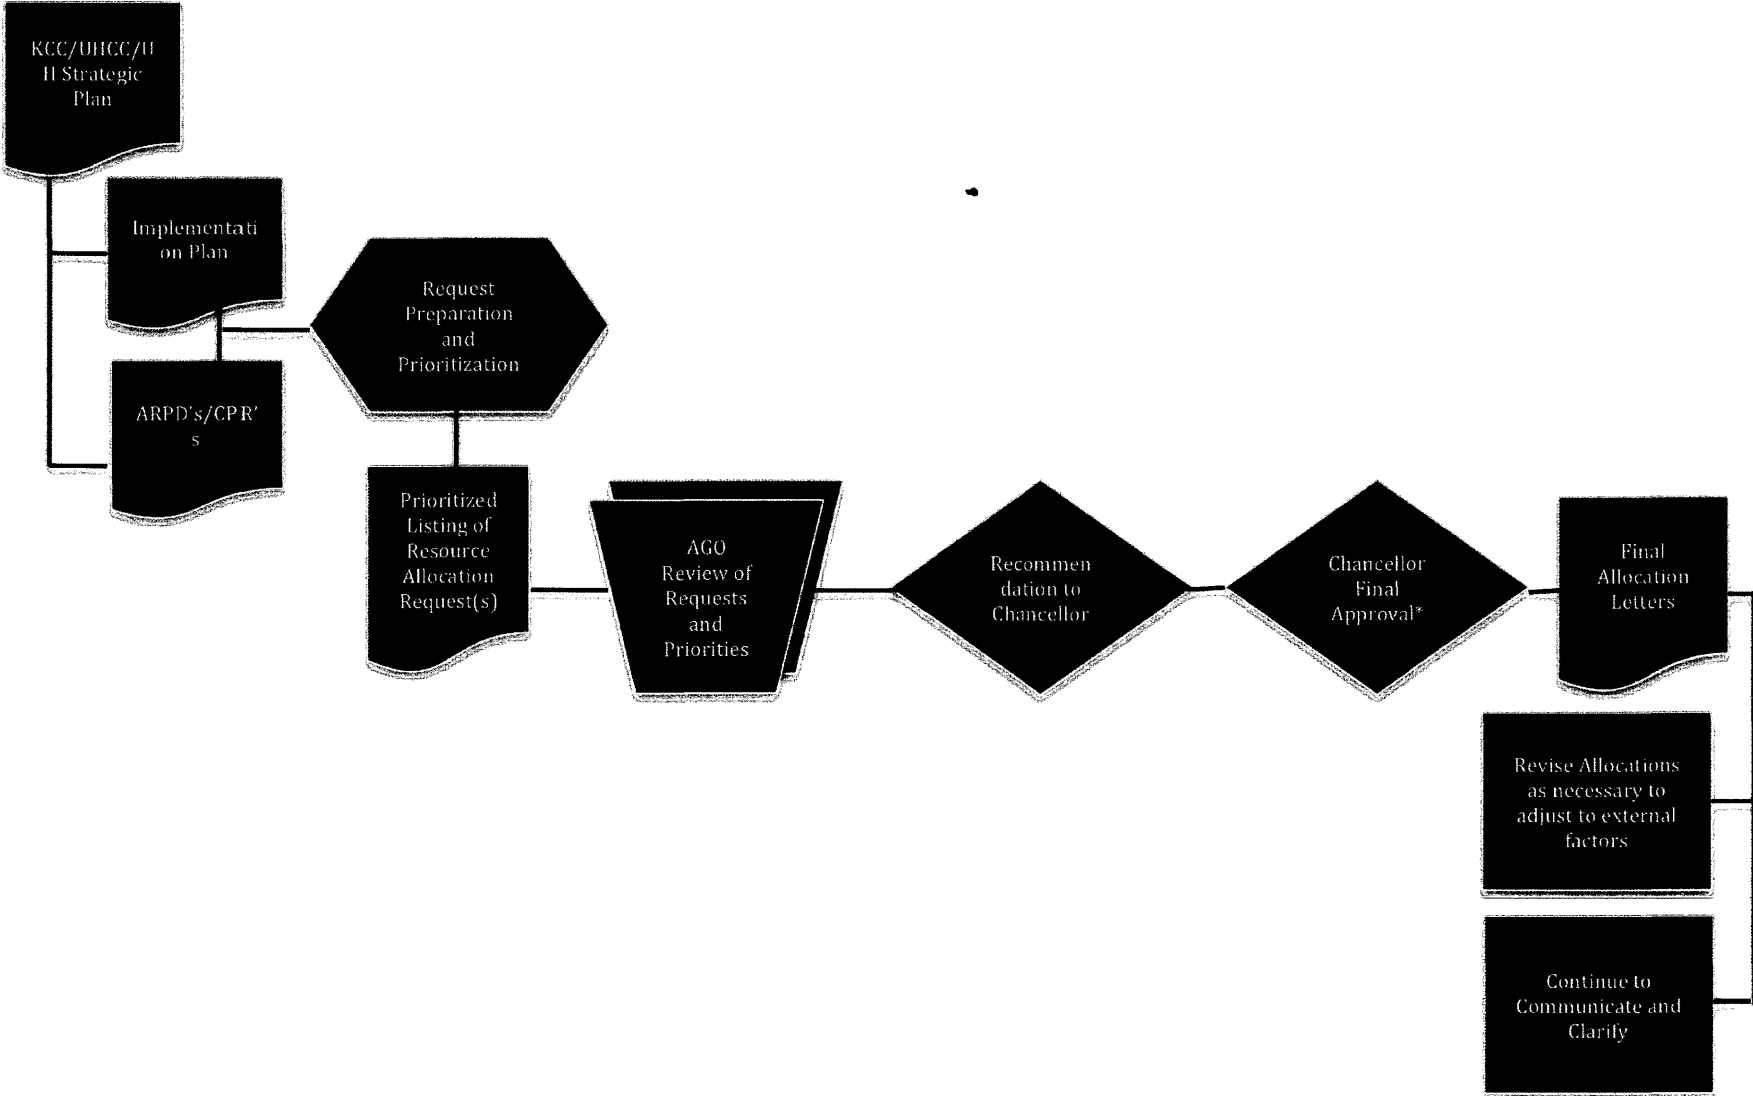 KCC/UHCC/U
H Strategic
Plan
Implementati
on Plan
ARPD's/CPR'
s
Request
Preparation
and
Prioritization
Prioritized
Listing of
Resource
Allocation
Request(s)
AGO
Review of
Requests
and
Priorities
Recommen
dation to
Chancellor
Chancellor
Final
Approval*
Final
Allocation
Letters
Revise Allocations
as necessary to
adjust to external
factors
Continue to
Communicate and
Clarify